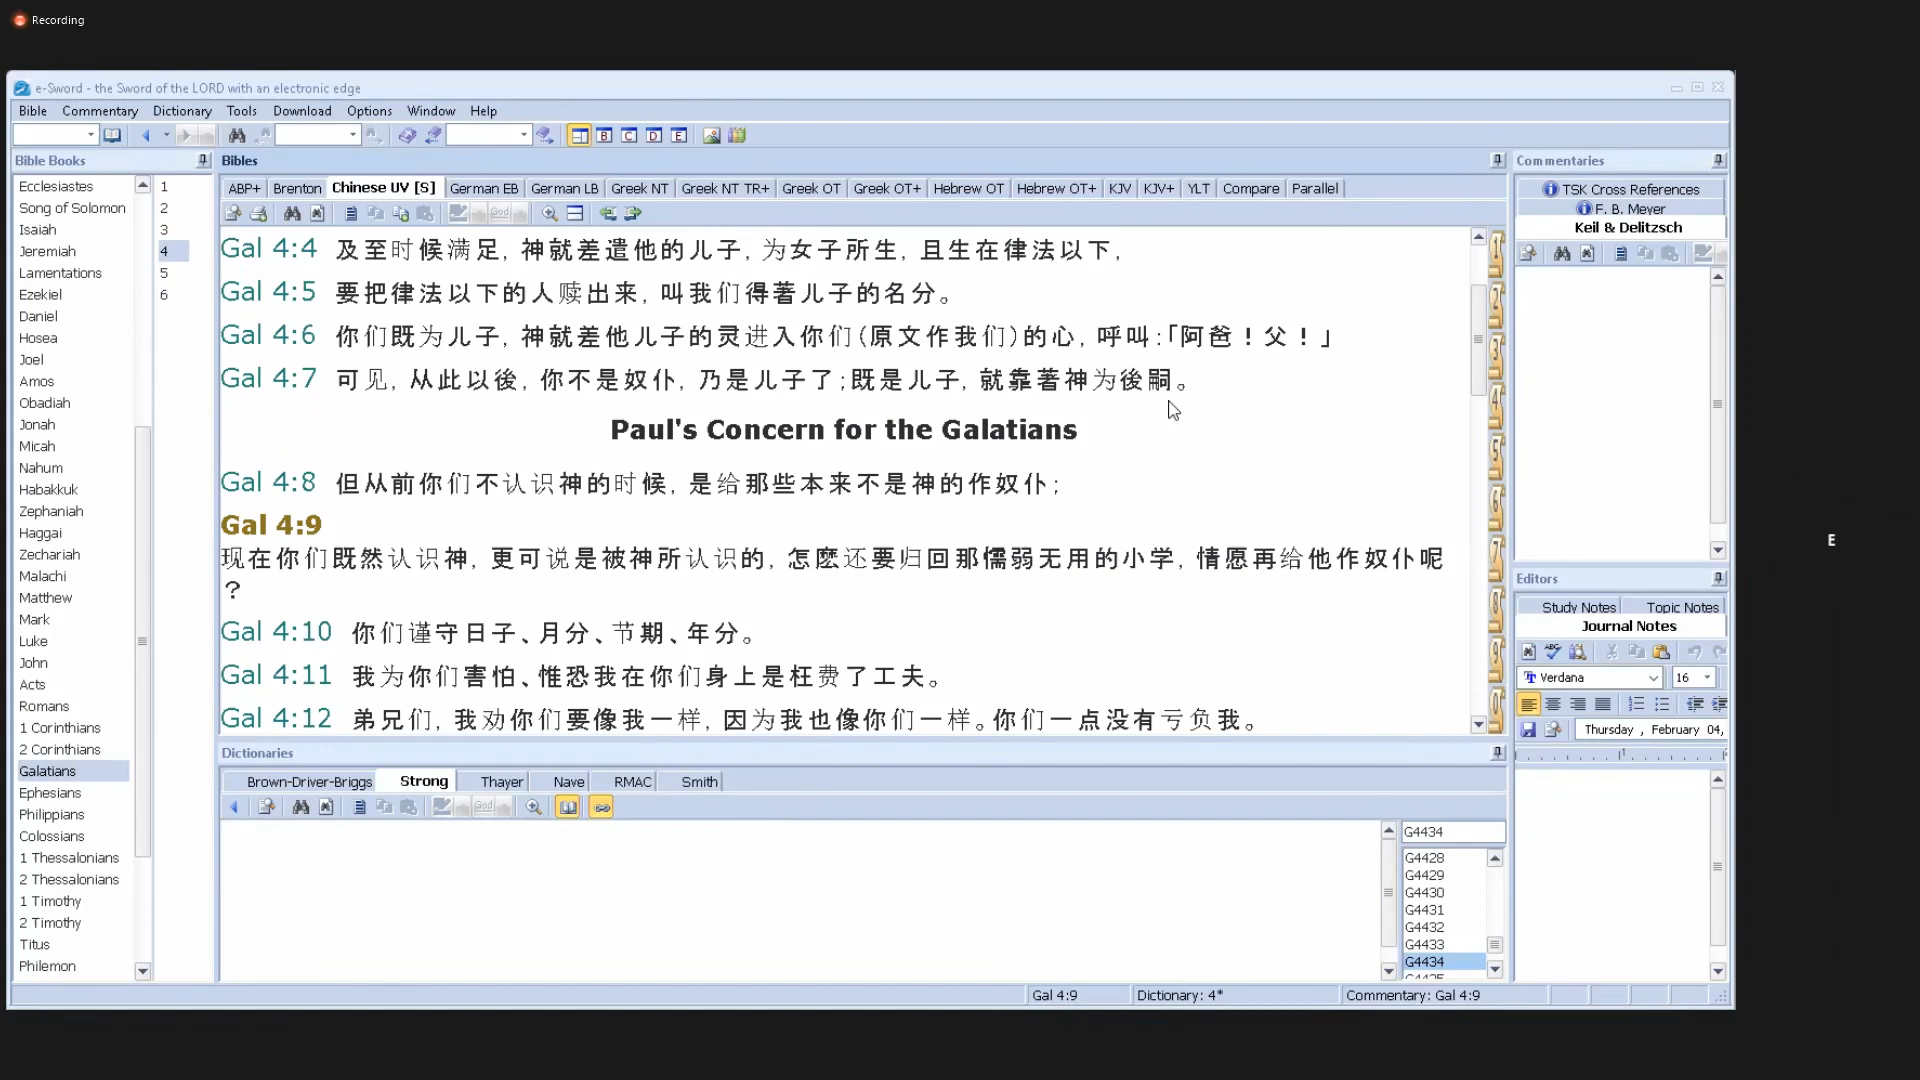 Recording
e-Sword - the Sword of the LORD with an electronic edge
Bible Commentary Dictionary Tools Download Options Window Help
B C D E
Bible Books
Ecclesiastes
Song of Solomon
Isaiah
Jeremiah
Lamentations
Ezekiel
Daniel
Hosea
Joel
Amos
Obadiah
Jonah
Micah
Nahum
Habakkuk
Zephaniah
Haggai
Zechariah
Malachi
Matthew
Mark
Luke
John
Acts
Romans
1 Corinthians
2 Corinthians
Galatians
Ephesians
Philippians
Colossians
1 Thessalonians
2 Thessalonians
1 Timothy
2 Timothy
Titus
Philemon
1
2
3
4
5
6
Bibles
ABP+ Brenton Chinese UV [S] German EB German LB Greek NT Greek NT TR+ Greek OT Greek OT+ Hebrew OT Hebrew OT+ KJV KJV+ YLT Compare Parallel
God
Gal 4:4 及至时候满足, 神就差遣他的儿子, 为女子所生, 且生在律法以下,
Gal 4:5 要把律法以下的人赎出来, 叫我们得著儿子的名分。
Gal 4:6 你们既为儿子, 神就差他儿子的灵进入你们(原文作我们)的心, 呼叫:「阿爸!父!」
Gal 4:7 可见, 从此以後, 你不是奴仆, 乃是儿子了;既是儿子, 就靠著神为後嗣。
Paul's Concern for the Galatians
Gal 4:8 但从前你们不认识神的时候, 是给那些本来不是神的作奴仆;
Gal 4:9
现在你们既然认识神, 更可说是被神所认识的, 怎麽还要归回那懦弱无用的小学, 情愿再给他作奴仆呢
?
Gal 4:10 你们谨守日子、月分、节期、年分。
Gal 4:11 我为你们害怕、惟恐我在你们身上是枉费了工夫。
Gal 4:12 弟兄们, 我劝你们要像我一样, 因为我也像你们一样。你们一点没有亏负我。
1
2
3
4
5
6
7
8
9
0
Dictionaries
Brown-Driver-Briggs Strong Thayer Nave RMAC Smith
God
G4434
G4428
G4429
G4430
G4431
G4432
G4433
G4434
Commentaries
TSK Cross References
F. B. Meyer
Keil & Delitzsch
Editors
Study Notes Topic Notes
Journal Notes
ABC
Verdana 16
Thursday , February 04,
1
E
Gal 4:9 Dictionary: 4* Commentary: Gal 4:9